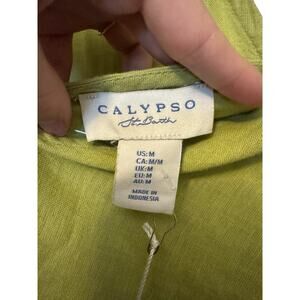 CALYPSO
St. Barth
US: M
CA: M/M
UK: M
EU: M
AU: M
MADE IN
INDONESIA